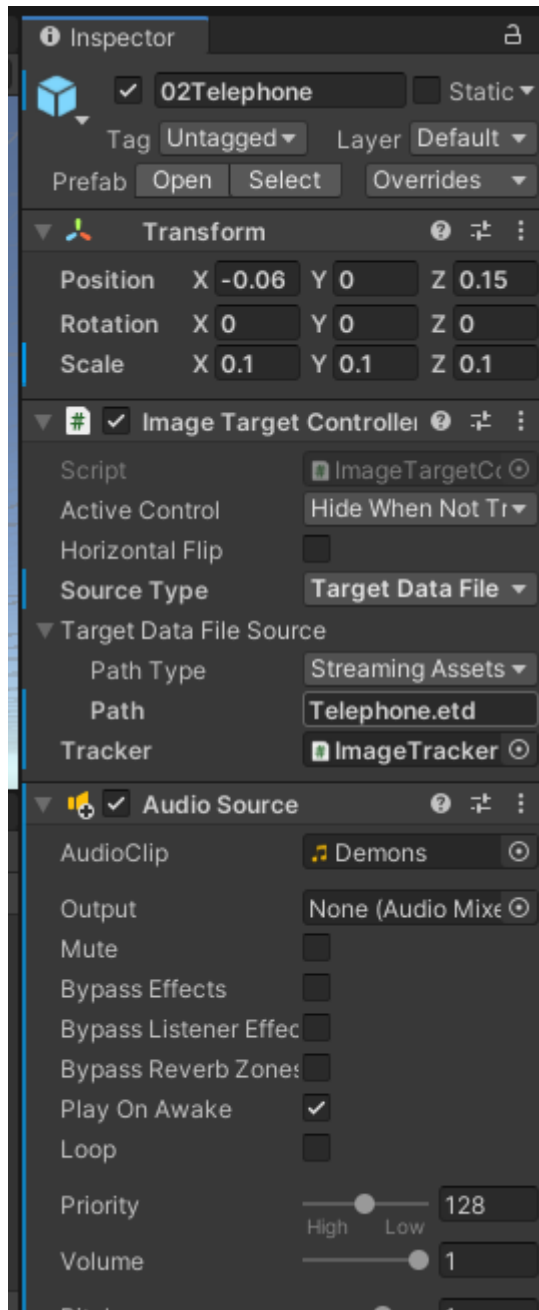 Inspector
02Telephone Static
Tag Untagged Layer Default
Prefab Open Select Overrides
Transform
Position X -0.06 Y 0 Z 0.15
Rotation X 0 Y 0 Z 0
Scale X 0.1 Y 0.1 Z 0.1
# Image Target Controller
Script # ImageTargetCo
Active Control Hide When Not Tr
Horizontal Flip
Source Type Target Data File
Target Data File Source
Path Type Streaming Assets
Path Telephone.etd
Tracker # ImageTracker
Audio Source
AudioClip Demons
Output None (Audio Mixe
Mute
Bypass Effects
Bypass Listener Effec
Bypass Reverb Zones
Play On Awake
Loop
Priority 128
High Low
Volume 1